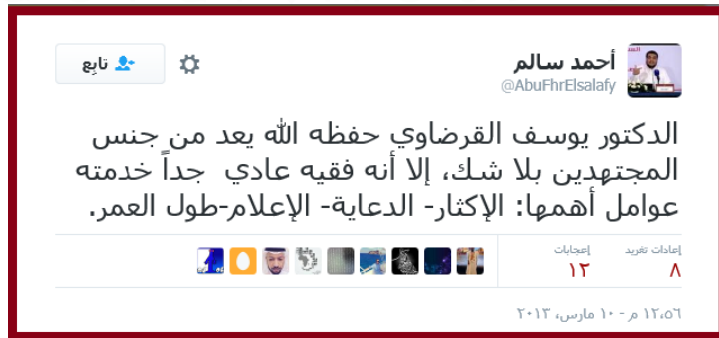 أحمد سالم
@AbuFhrElsalafy
تابِع
الدكتور يوسف القرضاوي حفظه الله يعد من جنس
المجتهدين بلا شك، إلا أنه فقيه عادي جداً خدمته
عوامل أهمها: الإكثار- الدعاية- الإعلام-طول العمر.
إعادات تغريد
إعجابات
٨
١٢
١٢،٥٦ م - ١٠ مارس، ٢٠١٣